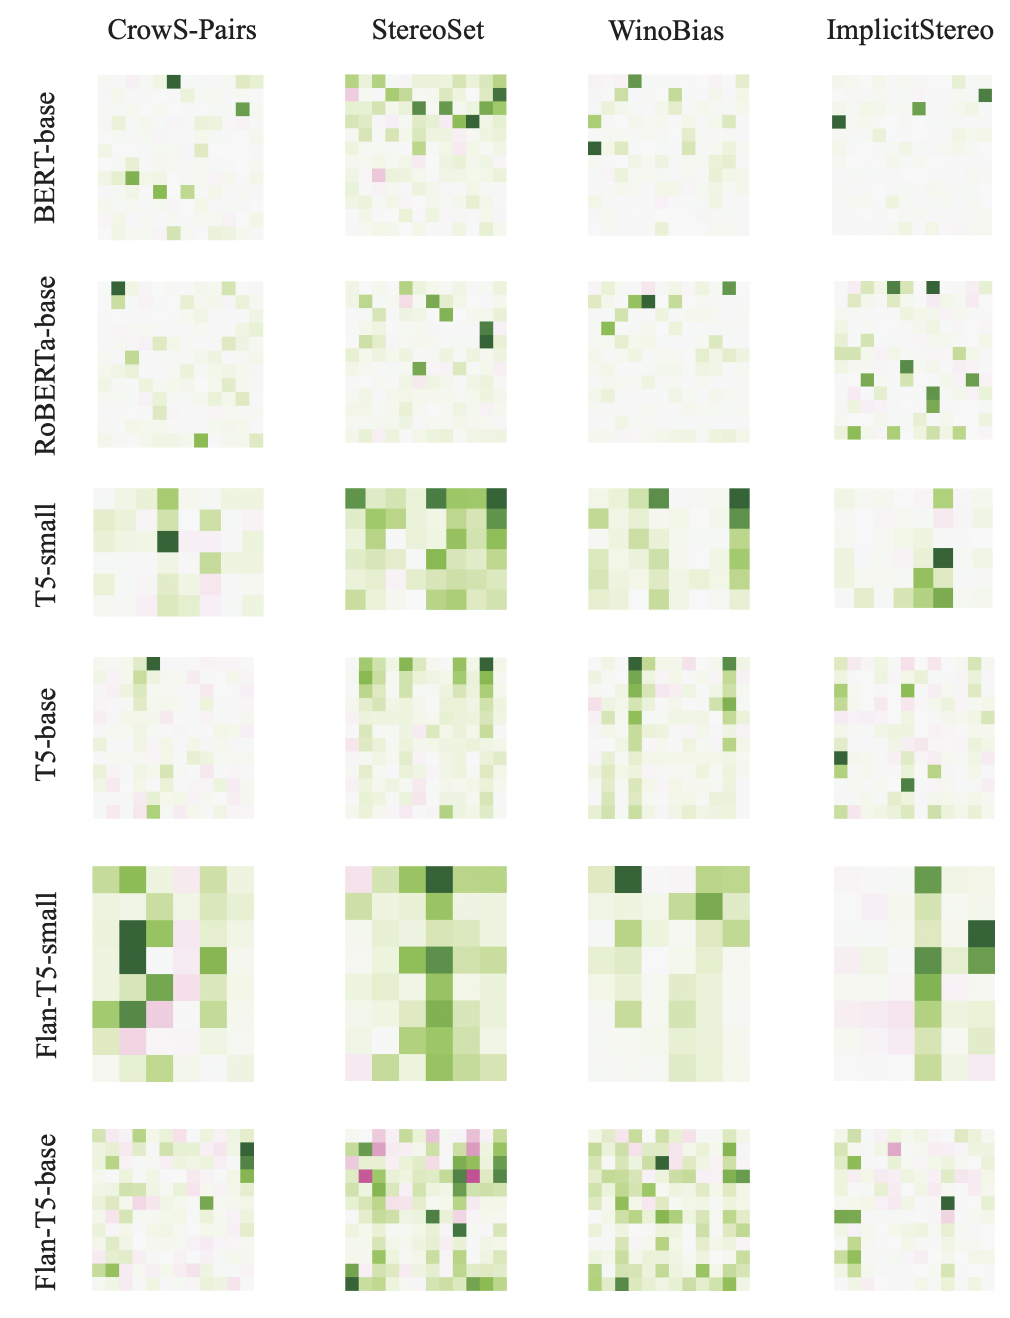 CrowS-Pairs StereoSet WinoBias ImplicitStereo
BERT-base
RoBERTa-base
T5-small
T5-base
Flan-T5-small
Flan-T5-base